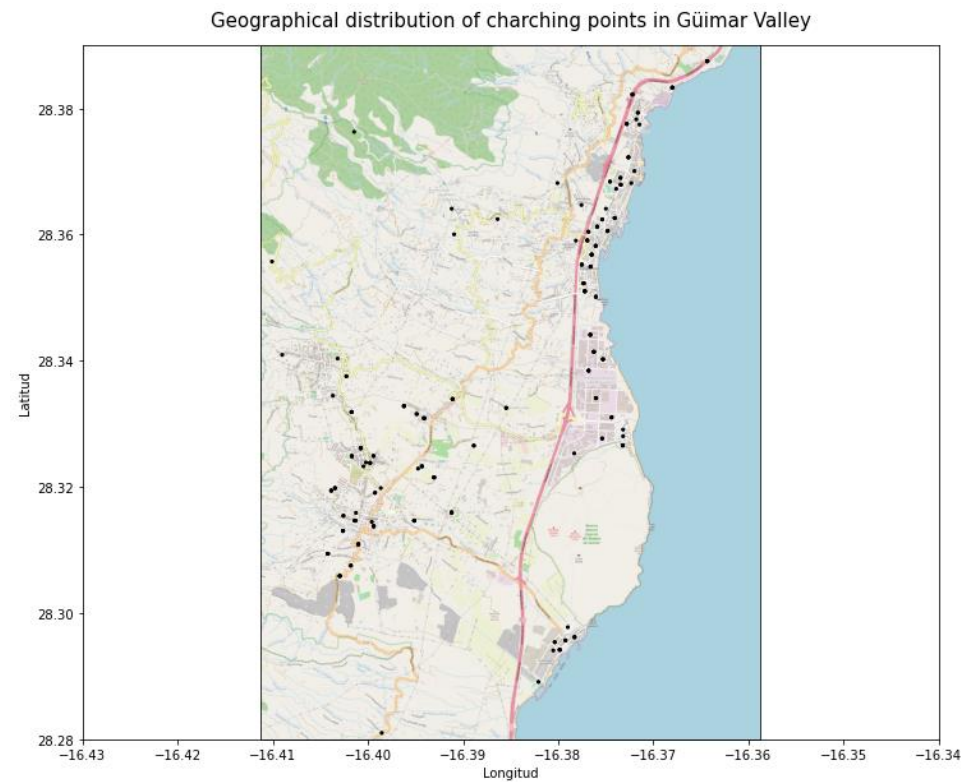 Geographical distribution of charching points in Güimar Valley
28.38
28.36
28.34
28.32
28.30
28.28
Latitud
−16.43 −16.42 −16.41 −16.40 −16.39 −16.38 −16.37 −16.36 −16.35 −16.34
Longitud